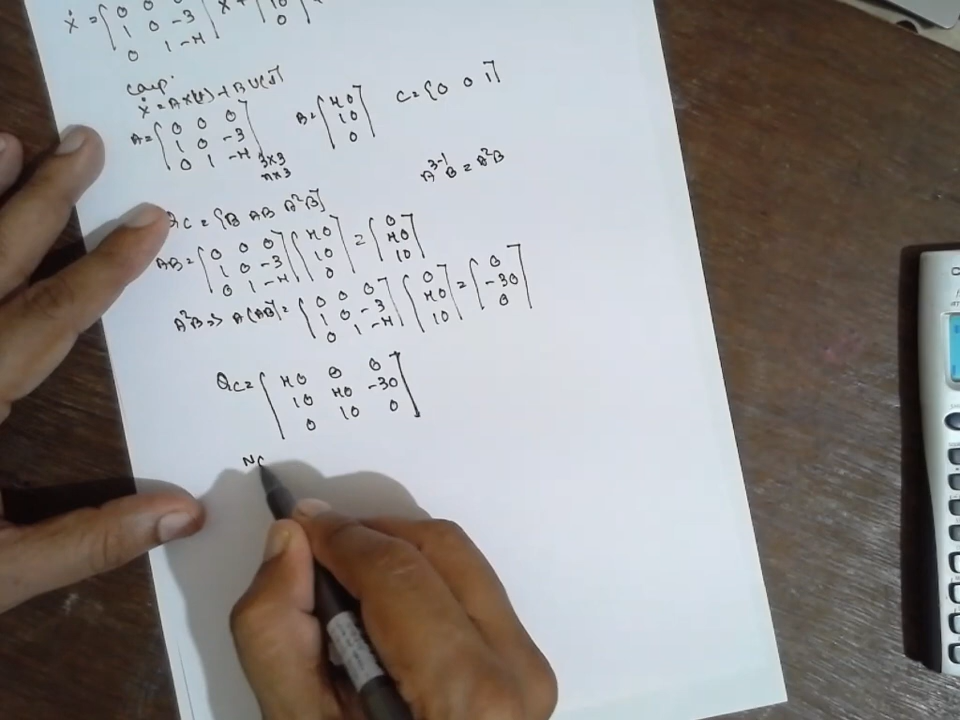 Ẋ = [0 0 0; 1 0 -3; 0 1 -4] X + [10; 0]
Comp:
Ẋ = AX(t) + BU(t)
A = [0 0 0; 1 0 -3; 0 1 -4] 3×3 n×3 B = [40; 10; 0] C = [0 0 1]
A^{3-1}B = A²B
Qc = [B AB A²B]
AB = [0 0 0; 1 0 -3; 0 1 -4] [40; 10; 0] = [0; 40; 10]
A²B => A(AB) = [0 0 0; 1 0 -3; 0 1 -4] [0; 40; 10] = [0; -30; 0]
Qc = [40 0 0; 10 40 -30; 0 10 0]